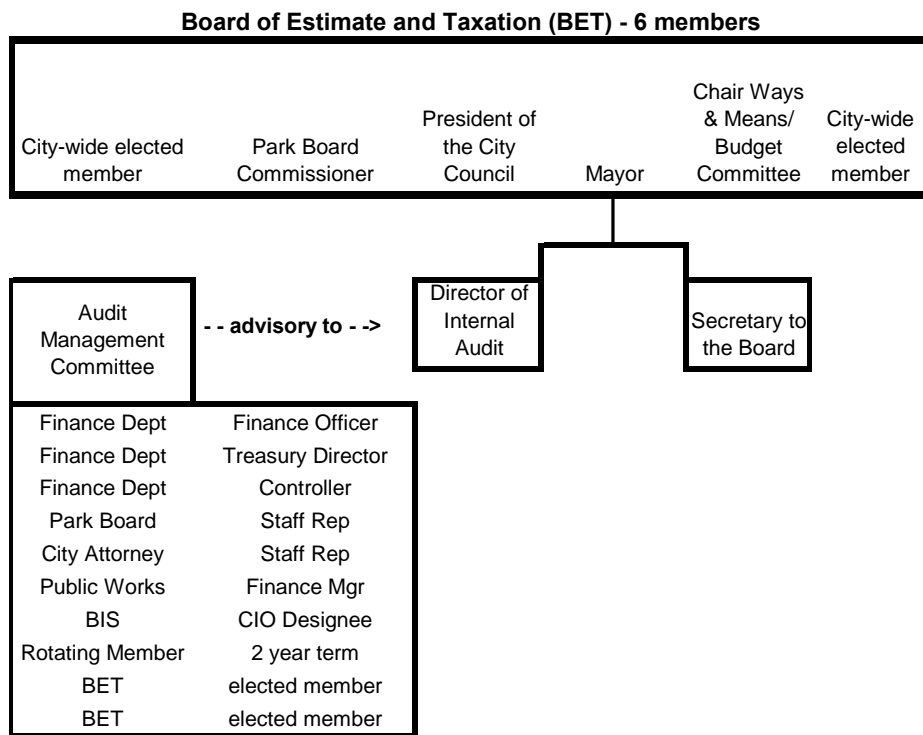 Board of Estimate and Taxation (BET) - 6 members
City-wide elected
member
Park Board
Commissioner
President of
the City
Council
Mayor
Chair Ways
& Means/
Budget
Committee
City-wide
elected
member
Audit
Management
Committee
- - advisory to - ->
Director of
Internal
Audit
Secretary to
the Board
Finance Dept Finance Officer
Finance Dept Treasury Director
Finance Dept Controller
Park Board Staff Rep
City Attorney Staff Rep
Public Works Finance Mgr
BIS CIO Designee
Rotating Member 2 year term
BET elected member
BET elected member